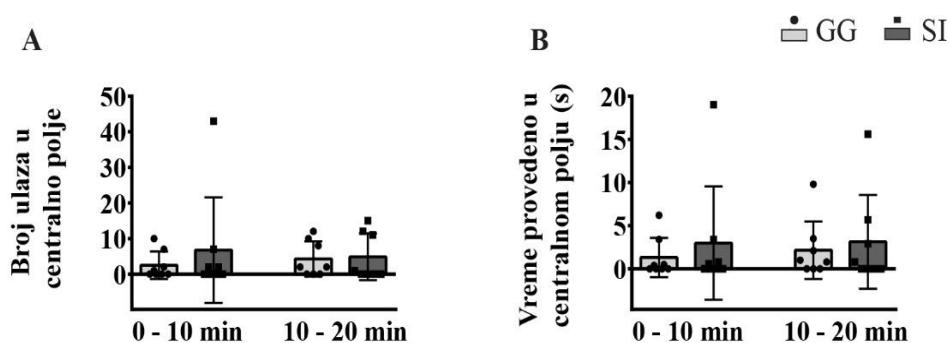 A
B
GG
SI
Broj ulaza u
centralno polje
50
40
30
20
10
0
0 - 10 min
10 - 20 min
Vreme provedeno u
centralnom polju (s)
20
15
10
5
0
0 - 10 min
10 - 20 min